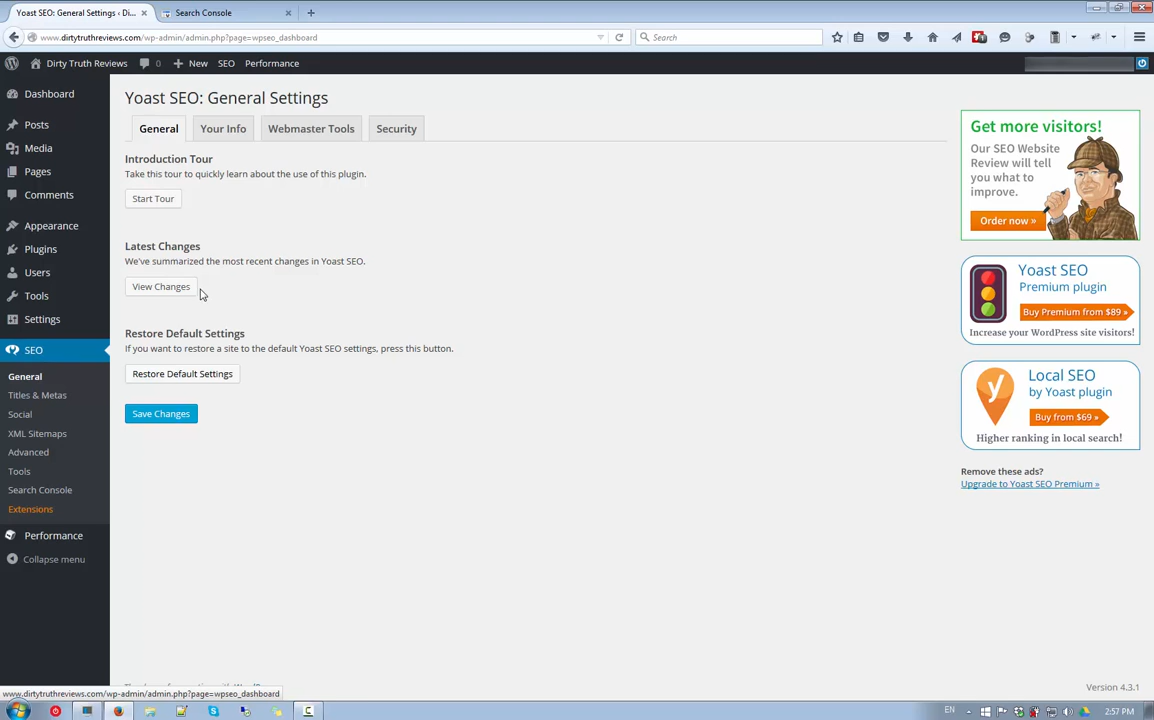 Yoast SEO: General Settings ‹ Di...
Search Console
www.dirtytruthreviews.com/wp-admin/admin.php?page=wpseo_dashboard
Search
Dirty Truth Reviews
0
New
SEO
Performance
Dashboard
Posts
Media
Pages
Comments
Appearance
Plugins
Users
Tools
Settings
SEO
General
Titles & Metas
Social
XML Sitemaps
Advanced
Tools
Search Console
Extensions
Performance
Collapse menu
Yoast SEO: General Settings
General
Your Info
Webmaster Tools
Security
Introduction Tour
Take this tour to quickly learn about the use of this plugin.
Start Tour
Latest Changes
We've summarized the most recent changes in Yoast SEO.
View Changes
Restore Default Settings
If you want to restore a site to the default Yoast SEO settings, press this button.
Restore Default Settings
Save Changes
Get more visitors!
Our SEO Website
Review will tell
you what to
improve.
Order now »
Yoast SEO
Premium plugin
Buy Premium from $89 »
Increase your WordPress site visitors!
Local SEO
by Yoast plugin
Buy from $69 »
Higher ranking in local search!
Remove these ads?
Upgrade to Yoast SEO Premium »
Version 4.3.1
www.dirtytruthreviews.com/wp-admin/admin.php?page=wpseo_dashboard
EN
2:57 PM